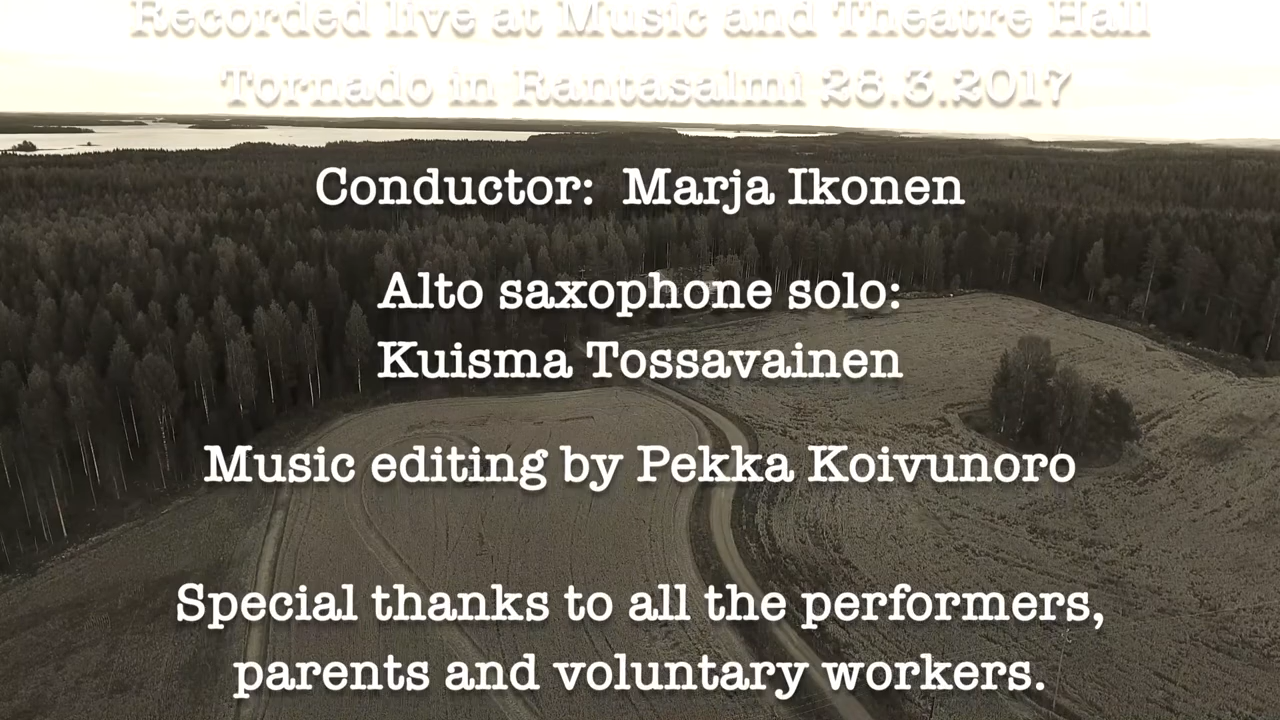 Recorded live at Music and Theatre Hall
Tornado in Rantasalmi 28.3.2017
Conductor: Marja Ikonen
Alto saxophone solo:
Kuisma Tossavainen
Music editing by Pekka Koivunoro
Special thanks to all the performers,
parents and voluntary workers.